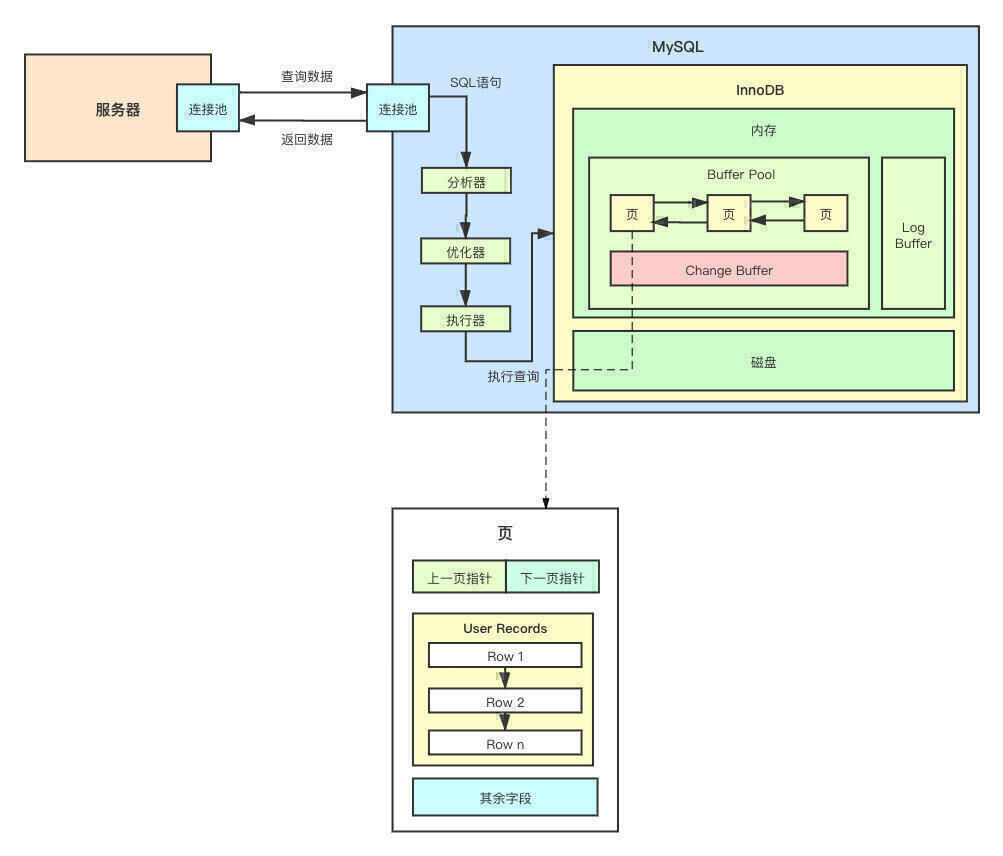 MySQL
服务器
连接池
查询数据
返回数据
连接池
SQL语句
分析器
优化器
执行器
执行查询
InnoDB
内存
Buffer Pool
页
页
页
Change Buffer
Log
Buffer
磁盘
页
上一页指针
下一页指针
User Records
Row 1
Row 2
Row n
其余字段